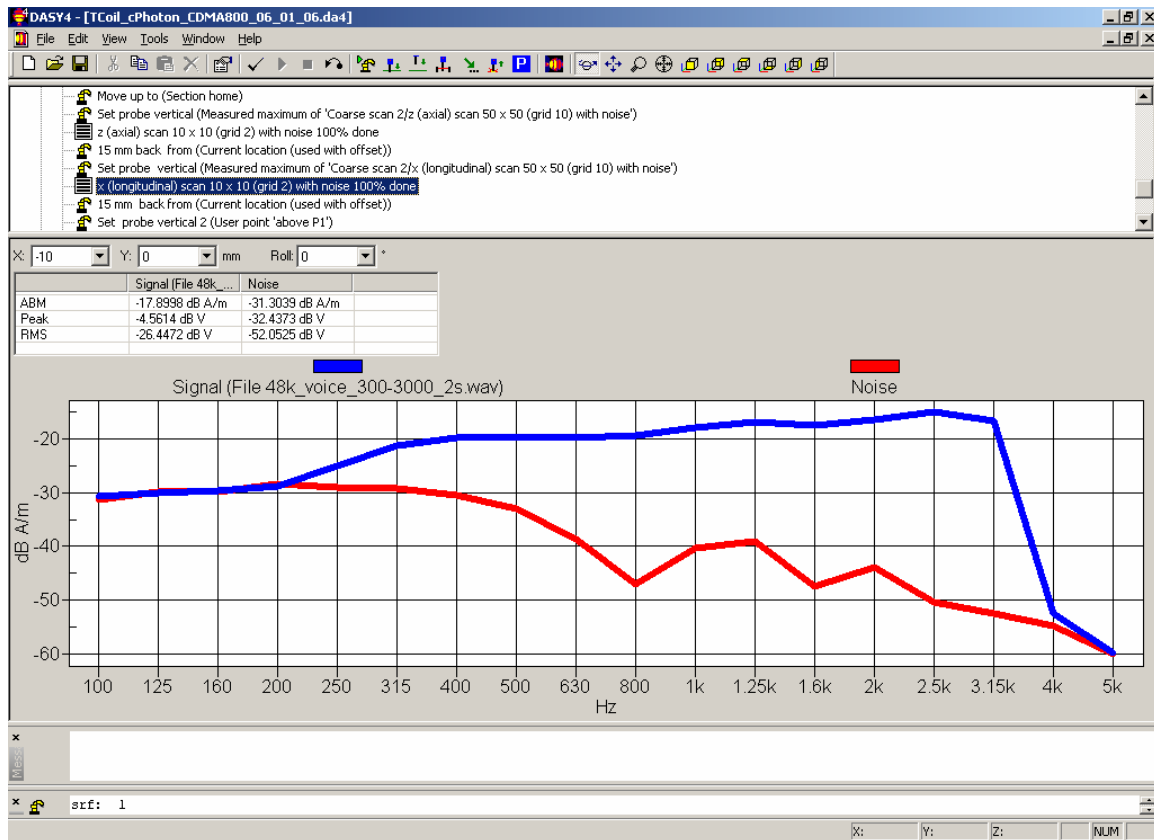 DASY4 - [TCoil_cPhoton_CDMA800_06_01_06.da4]
File Edit View Tools Window Help
P
Move up to (Section home)
Set probe vertical (Measured maximum of 'Coarse scan 2/z (axial) scan 50 x 50 (grid 10) with noise')
z (axial) scan 10 x 10 (grid 2) with noise 100% done
15 mm back from (Current location (used with offset))
Set probe vertical (Measured maximum of 'Coarse scan 2/x (longitudinal) scan 50 x 50 (grid 10) with noise')
x (longitudinal) scan 10 x 10 (grid 2) with noise 100% done
15 mm back from (Current location (used with offset))
Set probe vertical 2 (User point 'above P1')
X: -10 Y: 0 mm Roll: 0 °
Signal (File 48k_... Noise
ABM -17.8998 dB A/m -31.3039 dB A/m
Peak -4.5614 dB V -32.4373 dB V
RMS -26.4472 dB V -52.0525 dB V
Signal (File 48k_voice_300-3000_2s.wav) Noise
dB A/m
-20
-30
-40
-50
-60
100 125 160 200 250 315 400 500 630 800 1k 1.25k 1.6k 2k 2.5k 3.15k 4k 5k
Hz
Mess
srf: 1
X: Y: Z: NUM